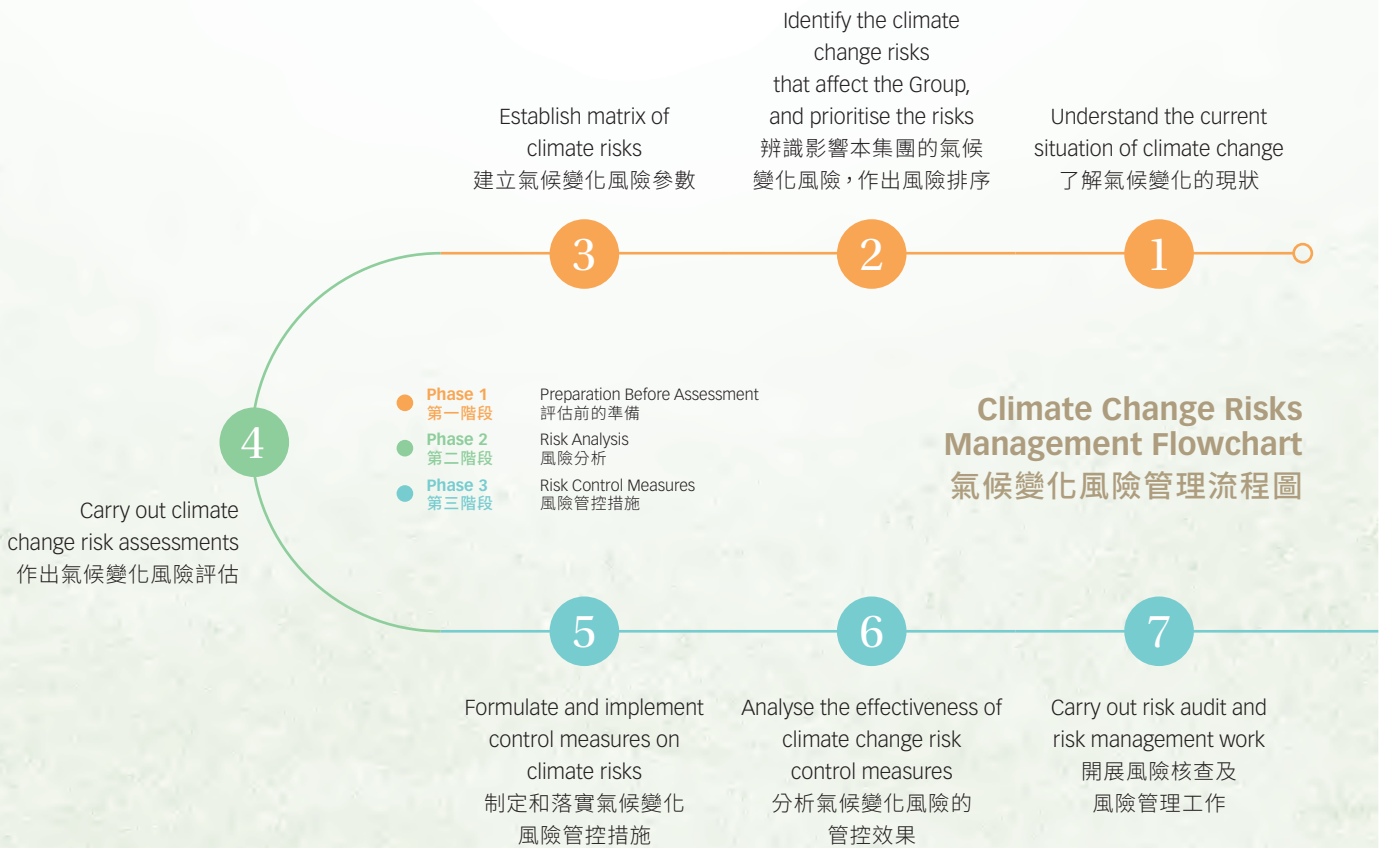 Identify the climate
change risks
that affect the Group,
and prioritise the risks
辨識影響本集團的氣候
變化風險，作出風險排序
Establish matrix of
climate risks
建立氣候變化風險參數
Understand the current
situation of climate change
了解氣候變化的現狀
3
2
1
Phase 1
第一階段
Preparation Before Assessment
評估前的準備
Phase 2
第二階段
Risk Analysis
風險分析
Phase 3
第三階段
Risk Control Measures
風險管控措施
Climate Change Risks
Management Flowchart
氣候變化風險管理流程圖
4
Carry out climate
change risk assessments
作出氣候變化風險評估
5
6
7
Formulate and implement
control measures on
climate risks
制定和落實氣候變化
風險管控措施
Analyse the effectiveness of
climate change risk
control measures
分析氣候變化風險的
管控效果
Carry out risk audit and
risk management work
開展風險核查及
風險管理工作